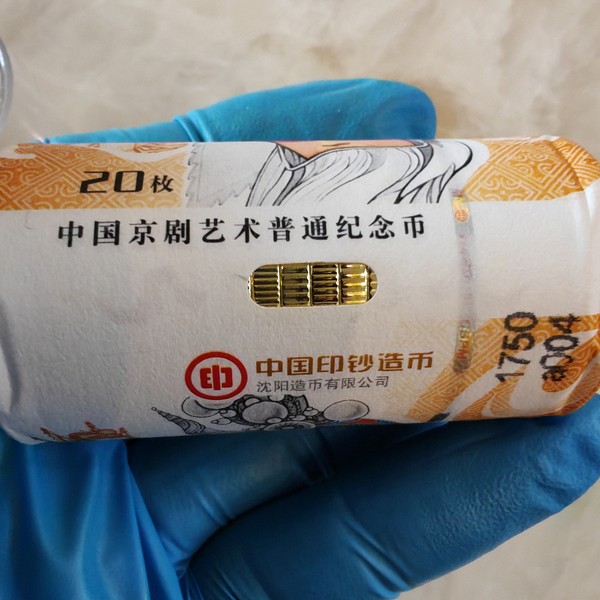 20枚
中国京剧艺术普通纪念币
中国印钞造币
沈阳造币有限公司
1750
a004